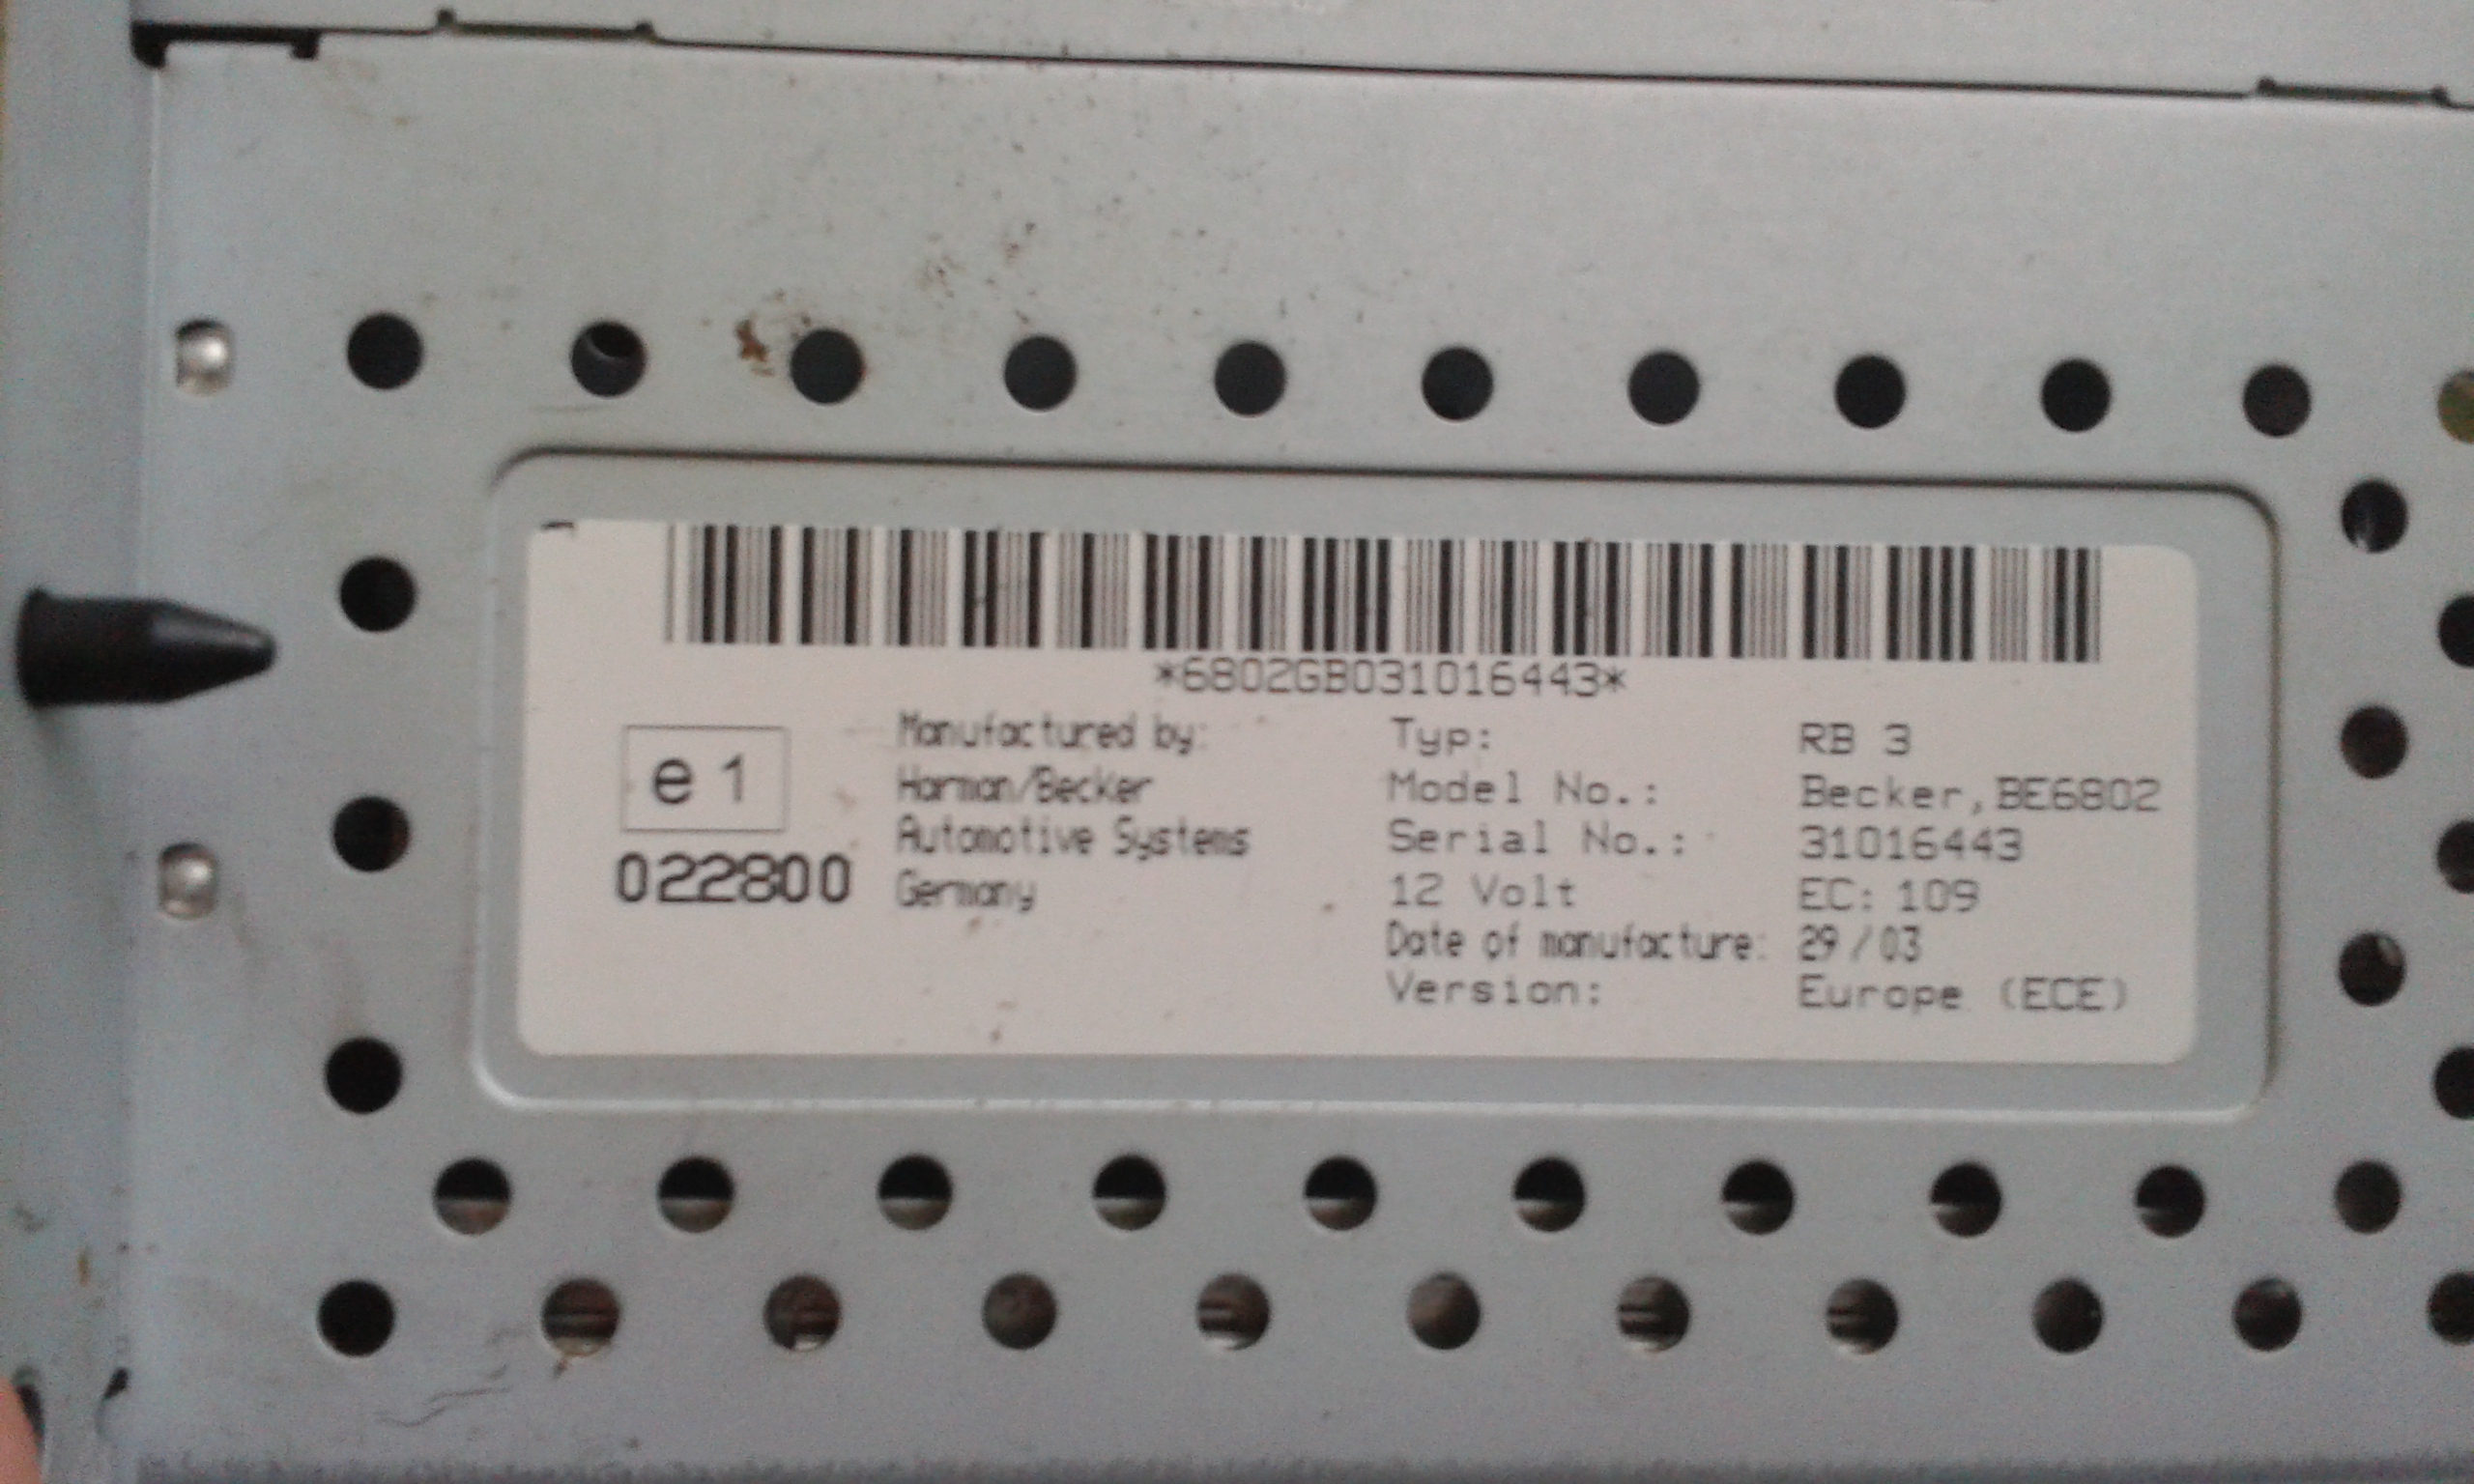 *6802GB031016443*
e 1
022800
Manufactured by:
Harman/Becker
Automotive Systems
Germany
Typ: RB 3
Model No.: Becker,BE6802
Serial No.: 31016443
12 Volt EC: 109
Date of manufacture: 29/03
Version: Europe (ECE)